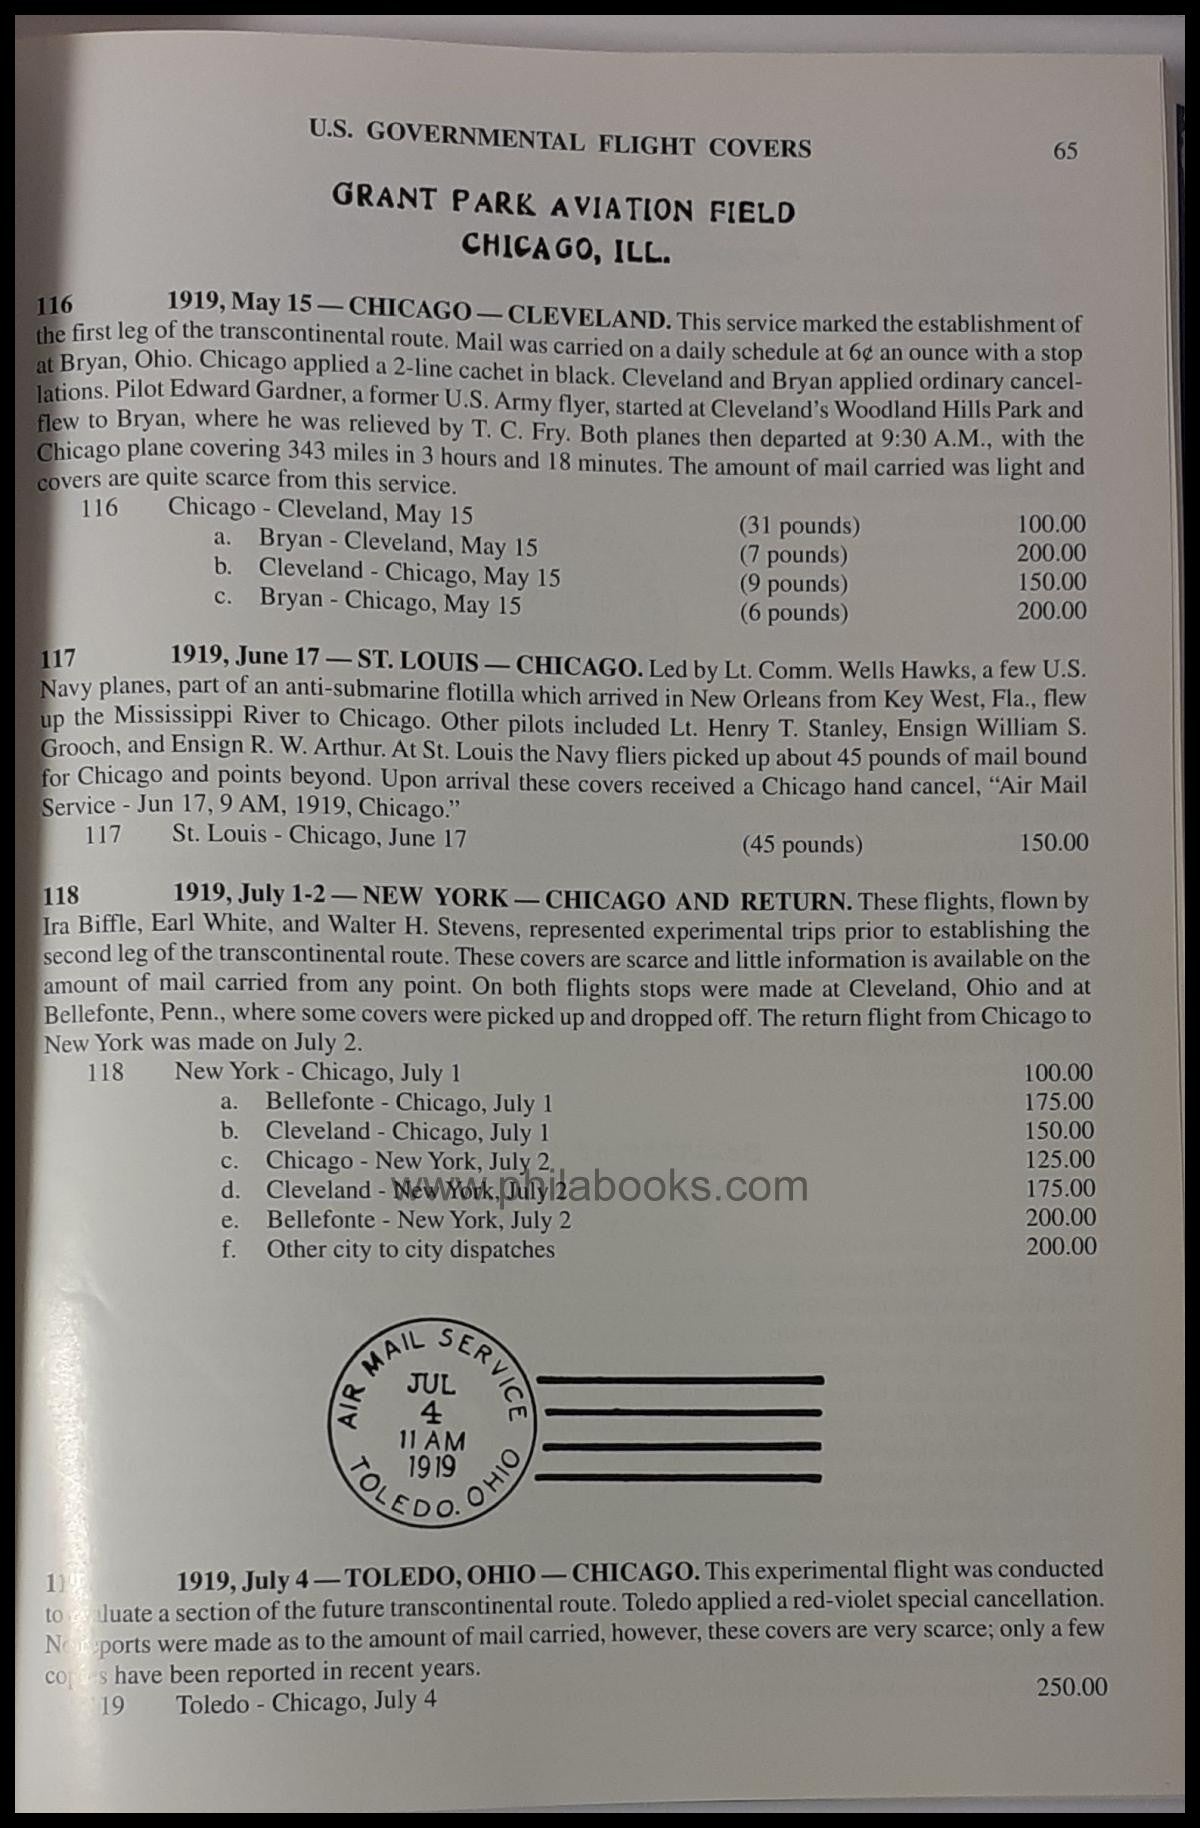 U.S. GOVERNMENTAL FLIGHT COVERS 65
GRANT PARK AVIATION FIELD
CHICAGO, ILL.
116 1919, May 15 — CHICAGO — CLEVELAND. This service marked the establishment of
the first leg of the transcontinental route. Mail was carried on a daily schedule at 6¢ an ounce with a stop
at Bryan, Ohio. Chicago applied a 2-line cachet in black. Cleveland and Bryan applied ordinary cancel-
lations. Pilot Edward Gardner, a former U.S. Army flyer, started at Cleveland's Woodland Hills Park and
flew to Bryan, where he was relieved by T. C. Fry. Both planes then departed at 9:30 A.M., with the
Chicago plane covering 343 miles in 3 hours and 18 minutes. The amount of mail carried was light and
covers are quite scarce from this service.
116 Chicago - Cleveland, May 15 (31 pounds) 100.00
a. Bryan - Cleveland, May 15 (7 pounds) 200.00
b. Cleveland - Chicago, May 15 (9 pounds) 150.00
c. Bryan - Chicago, May 15 (6 pounds) 200.00
117 1919, June 17 — ST. LOUIS — CHICAGO. Led by Lt. Comm. Wells Hawks, a few U.S.
Navy planes, part of an anti-submarine flotilla which arrived in New Orleans from Key West, Fla., flew
up the Mississippi River to Chicago. Other pilots included Lt. Henry T. Stanley, Ensign William S.
Grooch, and Ensign R. W. Arthur. At St. Louis the Navy fliers picked up about 45 pounds of mail bound
for Chicago and points beyond. Upon arrival these covers received a Chicago hand cancel, "Air Mail
Service - Jun 17, 9 AM, 1919, Chicago."
117 St. Louis - Chicago, June 17 (45 pounds) 150.00
118 1919, July 1-2 — NEW YORK — CHICAGO AND RETURN. These flights, flown by
Ira Biffle, Earl White, and Walter H. Stevens, represented experimental trips prior to establishing the
second leg of the transcontinental route. These covers are scarce and little information is available on the
amount of mail carried from any point. On both flights stops were made at Cleveland, Ohio and at
Bellefonte, Penn., where some covers were picked up and dropped off. The return flight from Chicago to
New York was made on July 2.
118 New York - Chicago, July 1 100.00
a. Bellefonte - Chicago, July 1 175.00
b. Cleveland - Chicago, July 1 150.00
c. Chicago - New York, July 2 125.00
d. Cleveland - New York, July 2 175.00
www.philabooks.com
e. Bellefonte - New York, July 2 200.00
f. Other city to city dispatches 200.00
AIR MAIL SERVICE
JUL
4
11 AM
1919
TOLEDO. OHIO
1919, July 4 — TOLEDO, OHIO — CHICAGO. This experimental flight was conducted
to evaluate a section of the future transcontinental route. Toledo applied a red-violet special cancellation.
No reports were made as to the amount of mail carried, however, these covers are very scarce; only a few
copies have been reported in recent years.
19 Toledo - Chicago, July 4 250.00